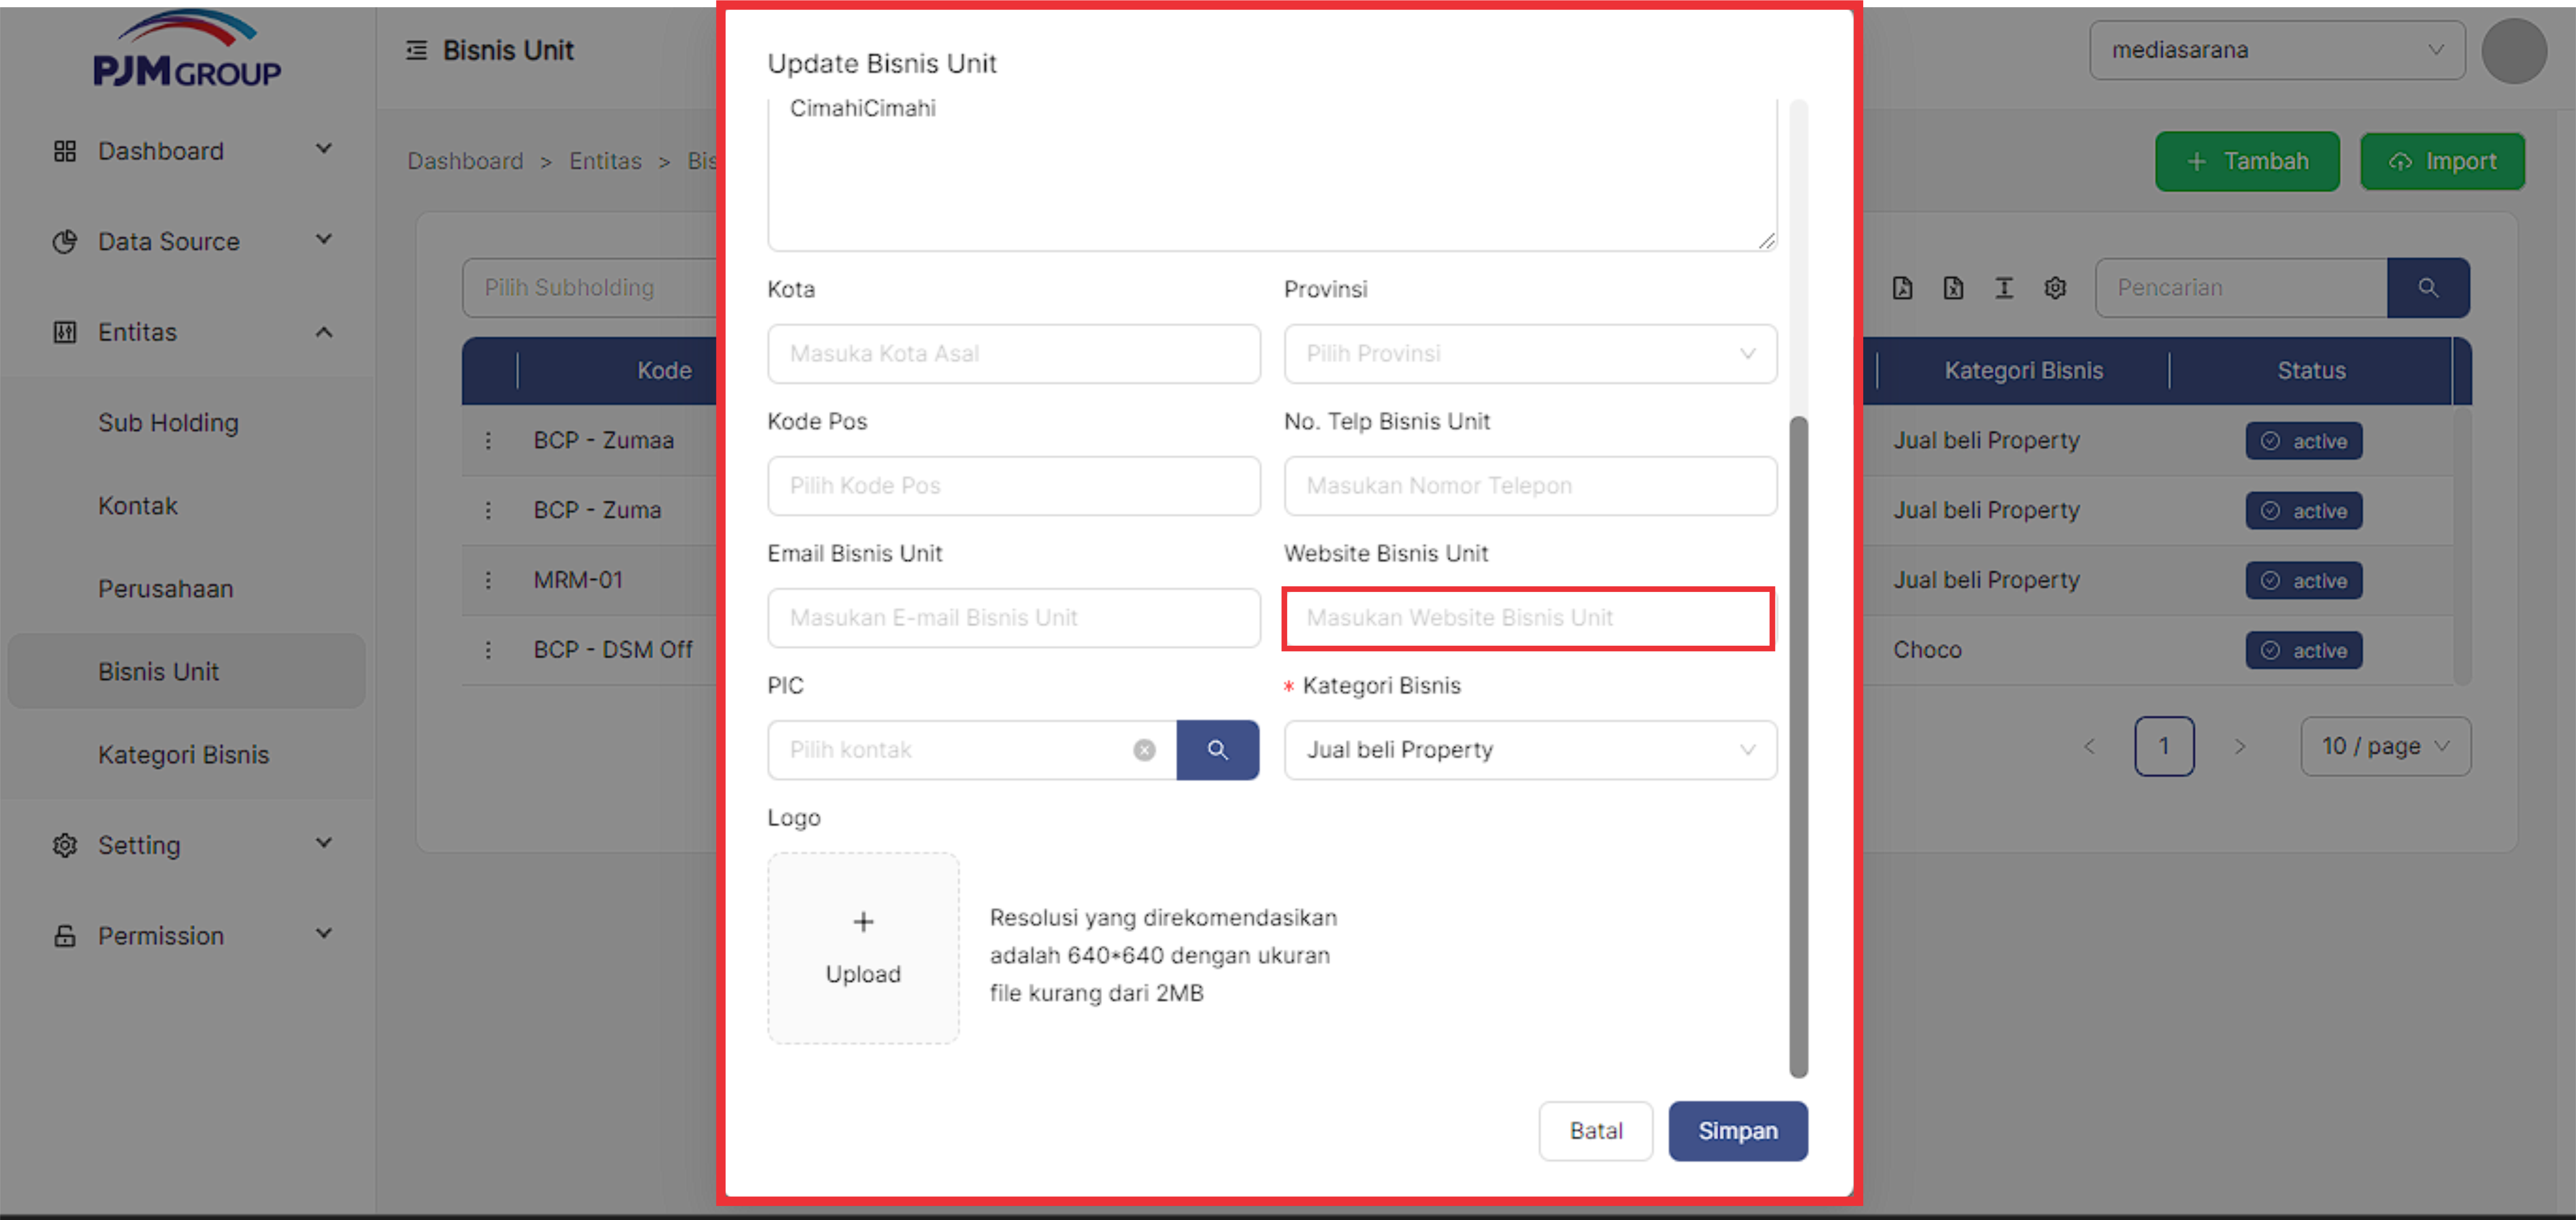 PJM GROUP
Dashboard
Data Source
Entitas
Sub Holding
Kontak
Perusahaan
Bisnis Unit
Kategori Bisnis
Setting
Permission
Bisnis Unit
mediasarana
Dashboard > Entitas > Bis
+ Tambah
Import
Pilih Subholding
Pencarian
Kode
Kategori Bisnis
Status
BCP - Zumaa
Jual beli Property
active
BCP - Zuma
Jual beli Property
active
MRM-01
Jual beli Property
active
BCP - DSM Off
Choco
active
< 1 >
10 / page
Update Bisnis Unit
CimahiCimahi
Kota
Provinsi
Masuka Kota Asal
Pilih Provinsi
Kode Pos
No. Telp Bisnis Unit
Pilih Kode Pos
Masukan Nomor Telepon
Email Bisnis Unit
Website Bisnis Unit
Masukan E-mail Bisnis Unit
Masukan Website Bisnis Unit
PIC
* Kategori Bisnis
Pilih kontak
Jual beli Property
Logo
+
Upload
Resolusi yang direkomendasikan
adalah 640*640 dengan ukuran
file kurang dari 2MB
Batal
Simpan